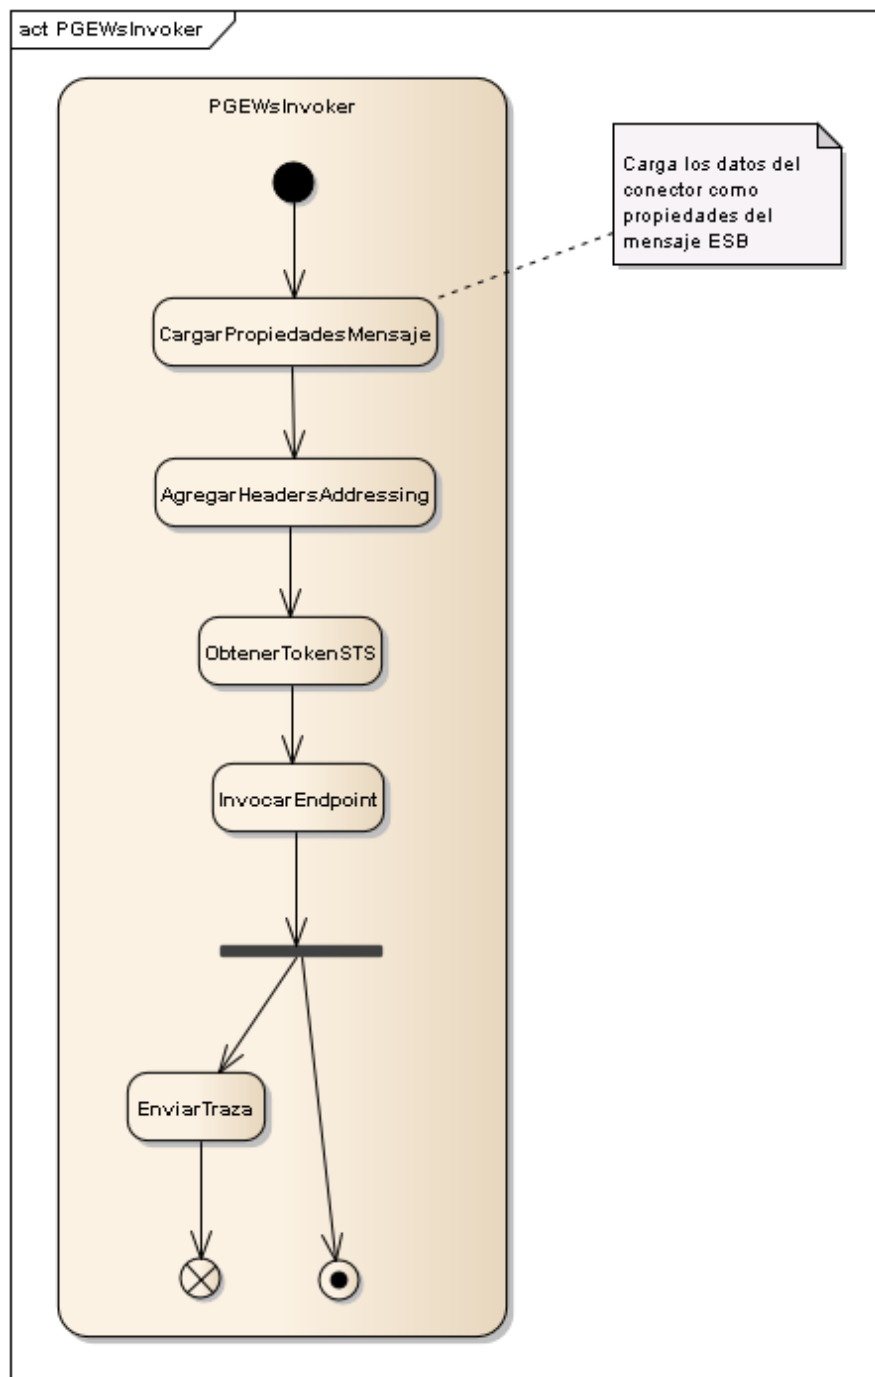 act PGEWsInvoker
PGEWsInvoker
Carga los datos del
conector como
propiedades del
mensaje ESB
CargarPropiedadesMensaje
AgregarHeadersAddressing
ObtenerTokenSTS
InvocarEndpoint
EnviarTraza